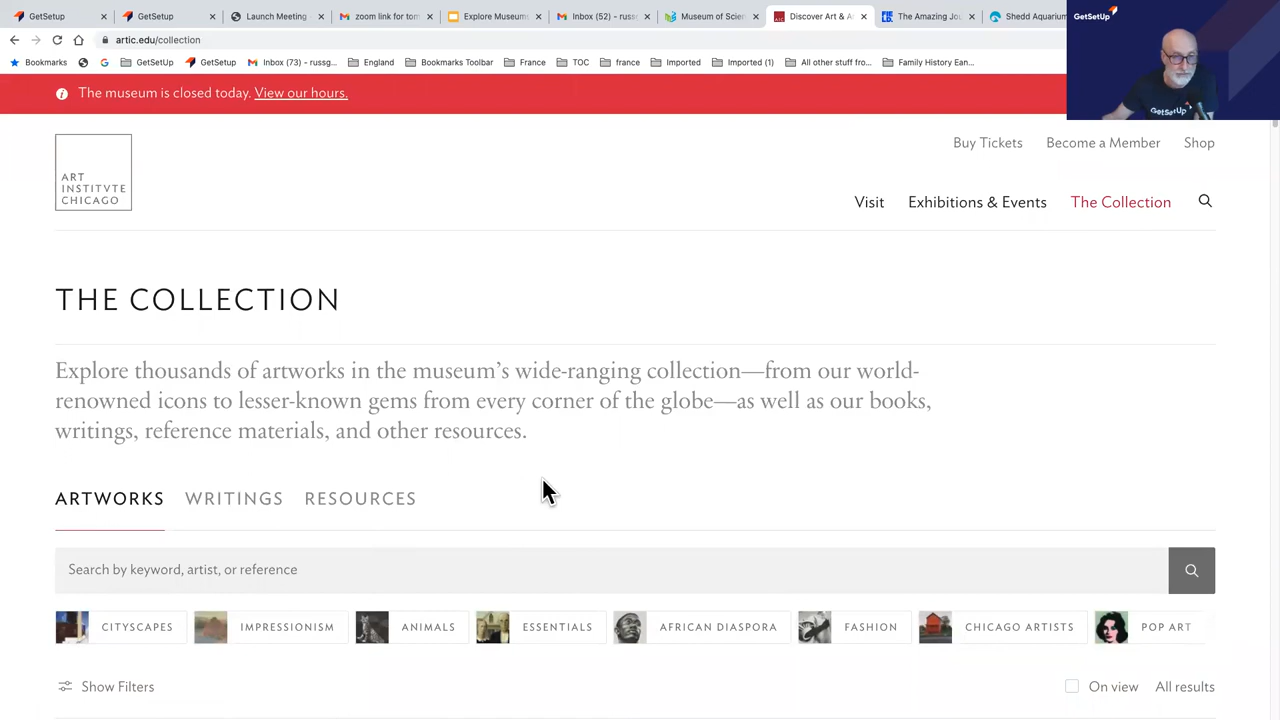 GetSetUp
GetSetup
Launch Meeting -
zoom link for tom
Explore Museums
Inbox (52) - russg
Museum of Scien
Discover Art & A
The Amazing Jou
Shedd Aquarium
artic.edu/collection
Bookmarks
GetSetUp
GetSetup
Inbox (73) - russg...
England
Bookmarks Toolbar
France
TOC
france
Imported
Imported (1)
All other stuff fro...
Family History Ean...
GetSetUp
GetSetUp
The museum is closed today. View our hours.
ART
INSTITVTE
CHICAGO
Buy Tickets
Become a Member
Shop
Visit
Exhibitions & Events
The Collection
THE COLLECTION
Explore thousands of artworks in the museum’s wide-ranging collection—from our world-
renowned icons to lesser-known gems from every corner of the globe—as well as our books,
writings, reference materials, and other resources.
ARTWORKS
WRITINGS
RESOURCES
Search by keyword, artist, or reference
CITYSCAPES
IMPRESSIONISM
ANIMALS
ESSENTIALS
AFRICAN DIASPORA
FASHION
CHICAGO ARTISTS
POP ART
Show Filters
On view
All results